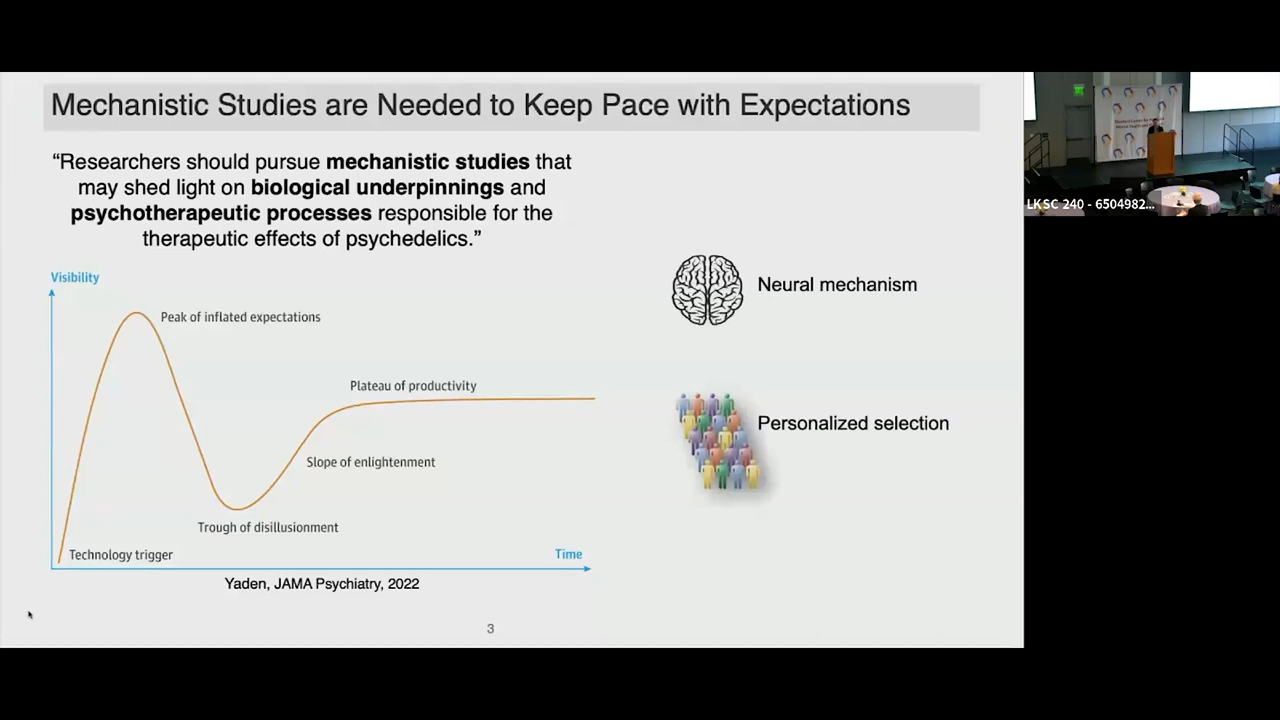 Mechanistic Studies are Needed to Keep Pace with Expectations
“Researchers should pursue mechanistic studies that
may shed light on biological underpinnings and
psychotherapeutic processes responsible for the
therapeutic effects of psychedelics.”
Visibility
Peak of inflated expectations
Plateau of productivity
Slope of enlightenment
Trough of disillusionment
Technology trigger
Time
Yaden, JAMA Psychiatry, 2022
Neural mechanism
Personalized selection
3
LKSC 240 - 6504982...